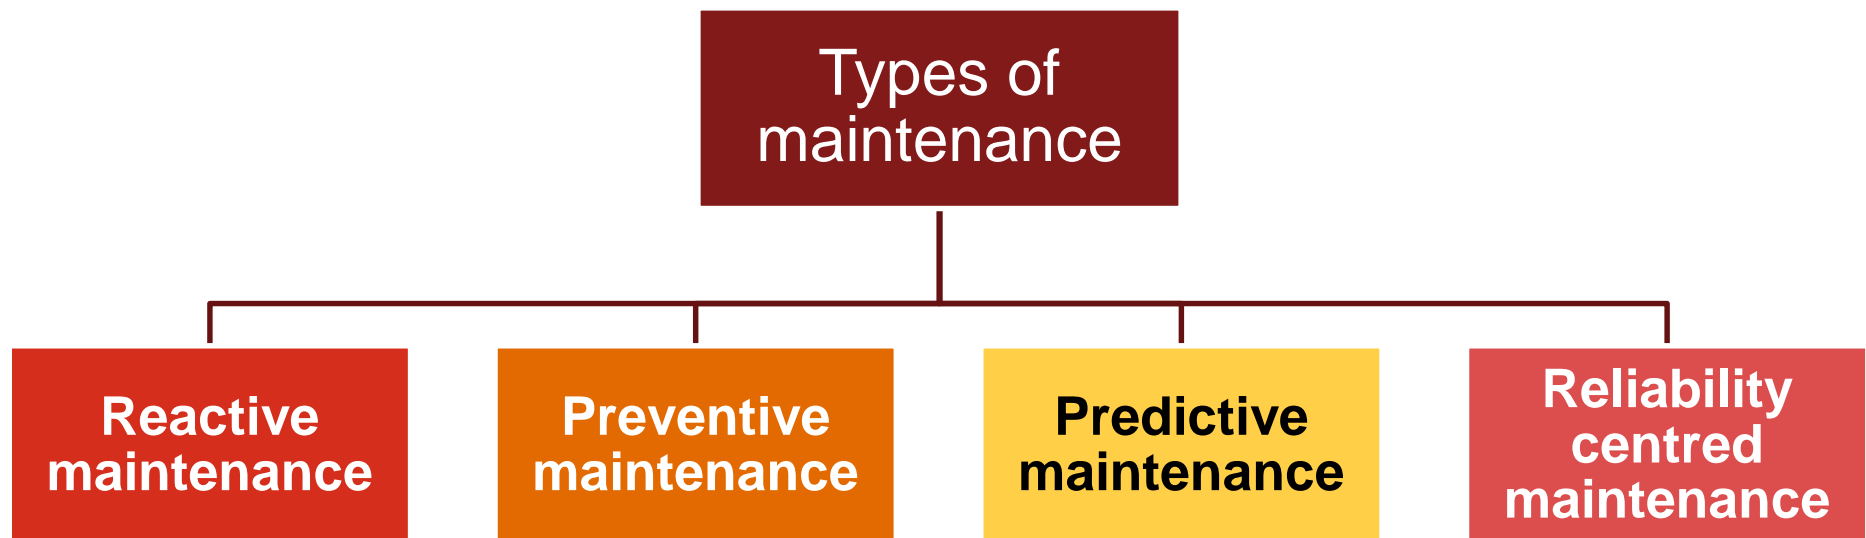 Types of
maintenance
Reactive
maintenance
Preventive
maintenance
Predictive
maintenance
Reliability
centred
maintenance